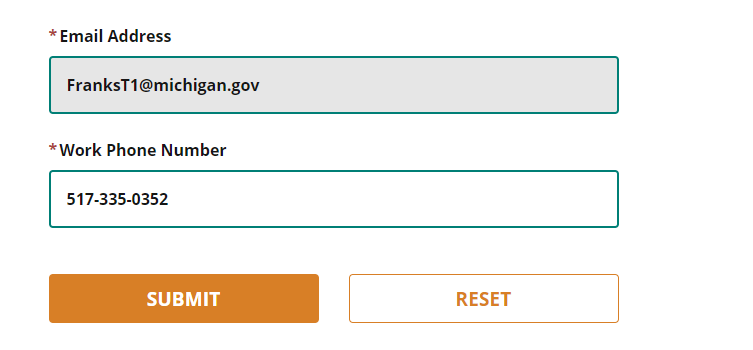 *Email Address
FranksT1@michigan.gov
*Work Phone Number
517-335-0352
SUBMIT RESET